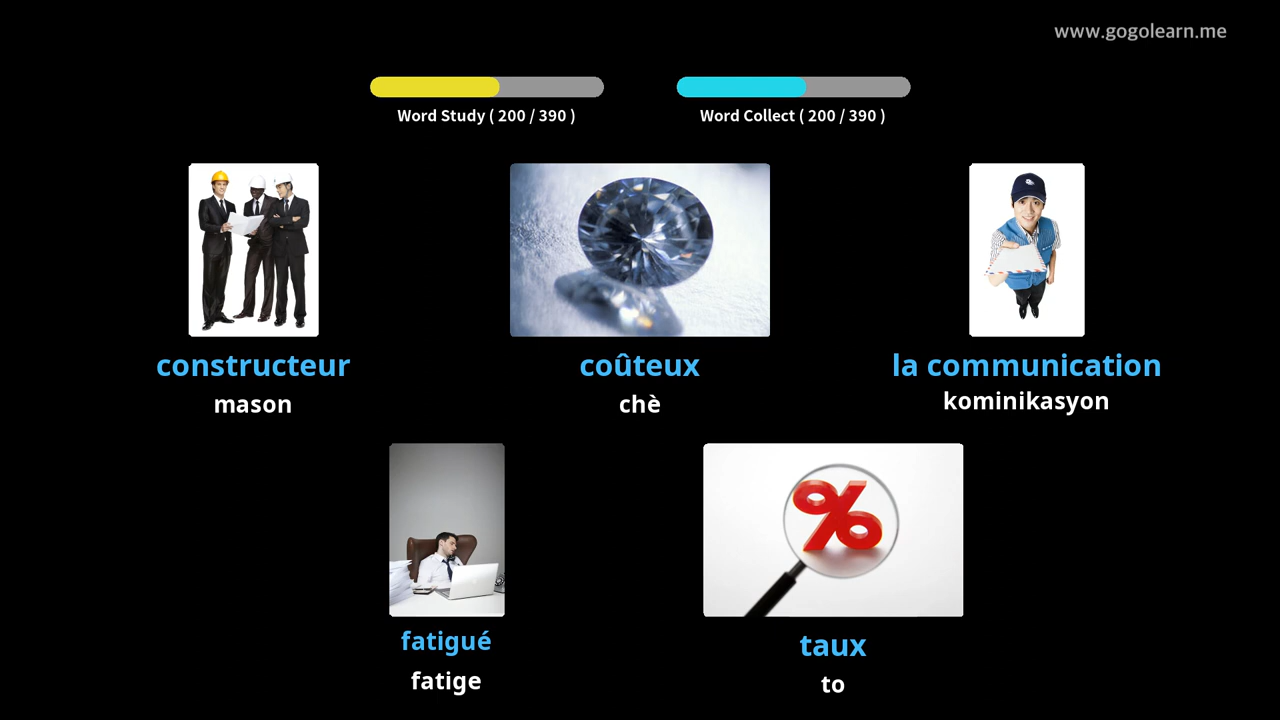 www.gogolearn.me
Word Study ( 200 / 390 )
Word Collect ( 200 / 390 )
constructeur
mason
coûteux
chè
la communication
kominikasyon
fatigué
fatige
taux
to